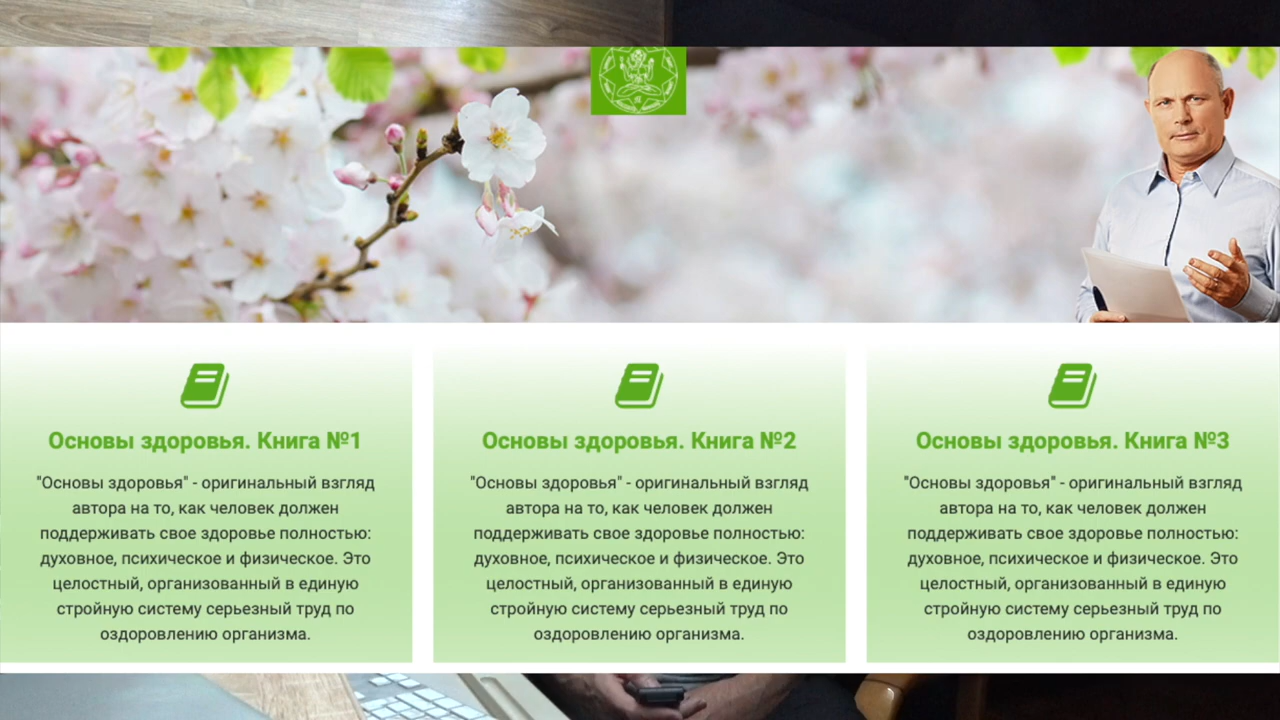 Основы здоровья. Книга №1
"Основы здоровья" - оригинальный взгляд
автора на то, как человек должен
поддерживать свое здоровье полностью:
духовное, психическое и физическое. Это
целостный, организованный в единую
стройную систему серьезный труд по
оздоровлению организма.
Основы здоровья. Книга №2
"Основы здоровья" - оригинальный взгляд
автора на то, как человек должен
поддерживать свое здоровье полностью:
духовное, психическое и физическое. Это
целостный, организованный в единую
стройную систему серьезный труд по
оздоровлению организма.
Основы здоровья. Книга №3
"Основы здоровья" - оригинальный взгляд
автора на то, как человек должен
поддерживать свое здоровье полностью:
духовное, психическое и физическое. Это
целостный, организованный в единую
стройную систему серьезный труд по
оздоровлению организма.